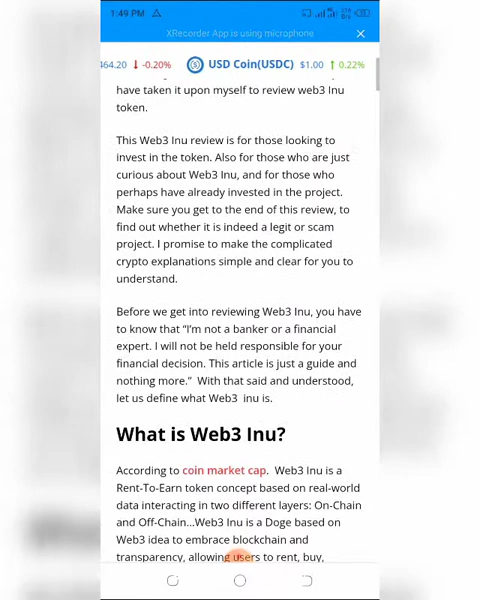 1:49 PM
XRecorder App is using microphone
464.20 -0.20% USD Coin(USDC) $1.00 0.22%
have taken it upon myself to review web3 Inu
token.
This Web3 Inu review is for those looking to
invest in the token. Also for those who are just
curious about Web3 Inu, and for those who
perhaps have already invested in the project.
Make sure you get to the end of this review, to
find out whether it is indeed a legit or scam
project. I promise to make the complicated
crypto explanations simple and clear for you to
understand.
Before we get into reviewing Web3 Inu, you have
to know that “I’m not a banker or a financial
expert. I will not be held responsible for your
financial decision. This article is just a guide and
nothing more.”  With that said and understood,
let us define what Web3  inu is.
What is Web3 Inu?
According to coin market cap.  Web3 Inu is a
Rent-To-Earn token concept based on real-world
data interacting in two different layers: On-Chain
and Off-Chain...Web3 Inu is a Doge based on
Web3 idea to embrace blockchain and
transparency, allowing users to rent, buy,